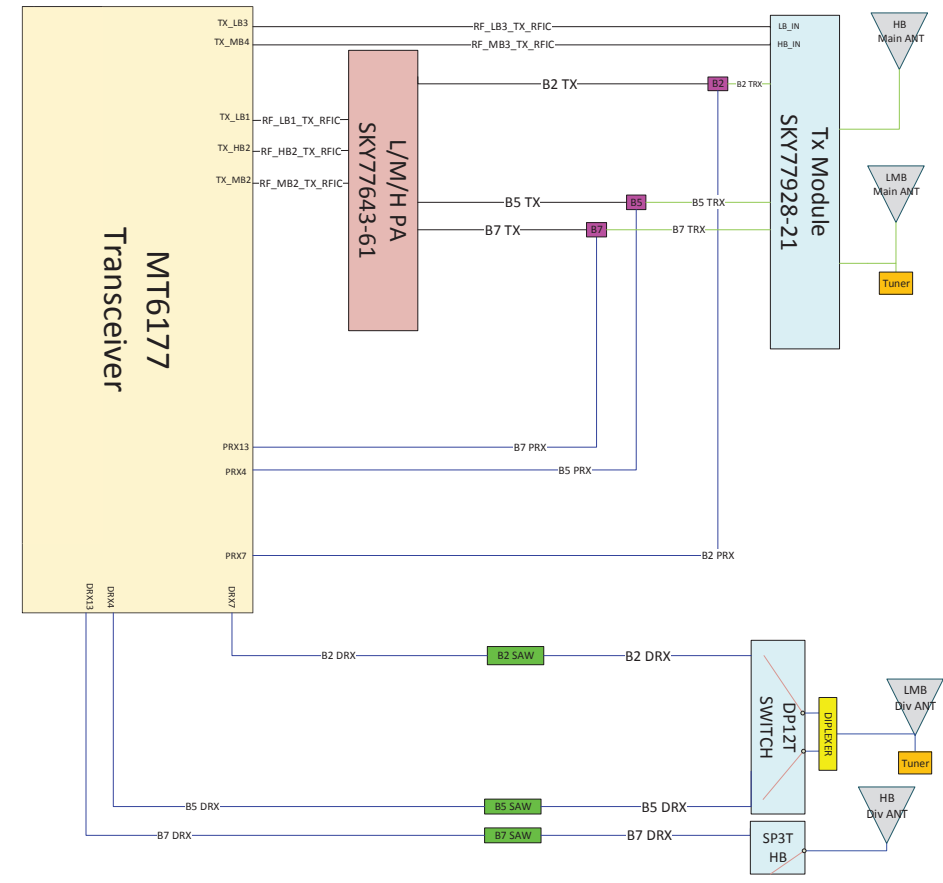 TX_LB3
RF_LB3_TX_RFIC
LB_IN
TX_MB4
RF_MB3_TX_RFIC
HB_IN
HB
Main ANT
B2 TX
B2
B2 TRX
TX_LB1
RF_LB1_TX_RFIC
TX_HB2
RF_HB2_TX_RFIC
TX_MB2
RF_MB2_TX_RFIC
L/M/H PA
SKY77643-61
Tx Module
SKY77928-21
LMB
Main ANT
Tuner
B5 TX
B5
B5 TRX
B7 TX
B7
B7 TRX
MT6177
Transceiver
PRX13
B7 PRX
PRX4
B5 PRX
PRX7
B2 PRX
DRX13
DRX4
DRX7
B2 DRX
B2 SAW
B2 DRX
DP12T
SWITCH
DIPLEXER
LMB
Div ANT
Tuner
B5 DRX
B5 SAW
B5 DRX
B7 DRX
B7 SAW
B7 DRX
SP3T
HB
HB
Div ANT